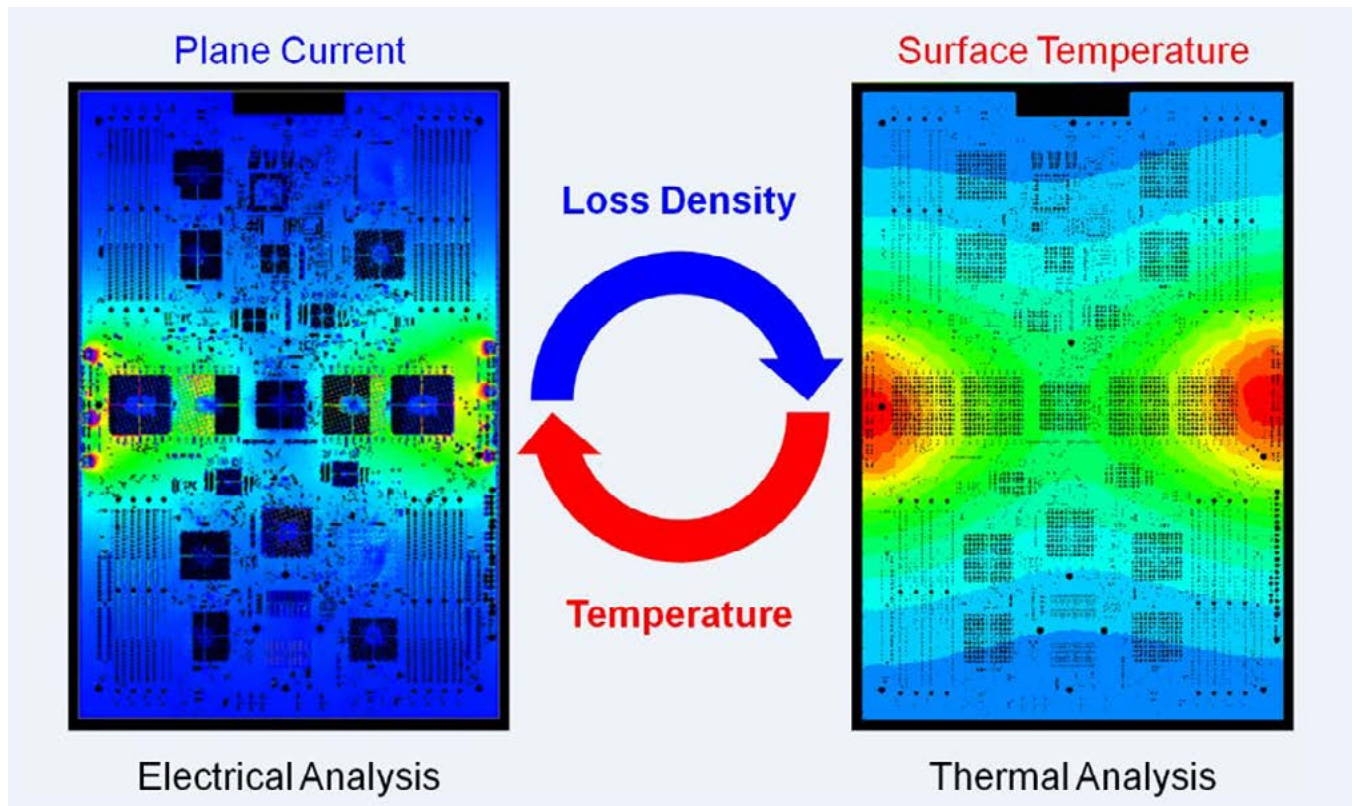 Plane Current
Surface Temperature
Loss Density
Temperature
Electrical Analysis
Thermal Analysis